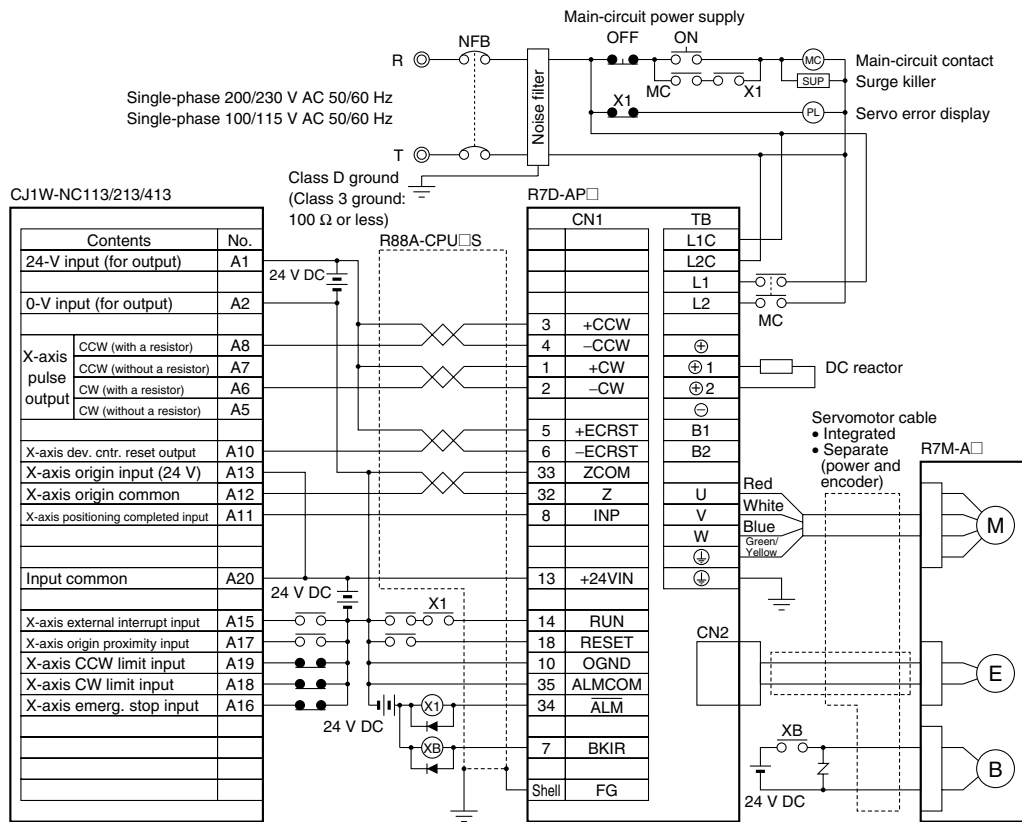 Main-circuit power supply
OFF ON
NFB
R
MC Main-circuit contact
SUP Surge killer
MC X1
X1
PL Servo error display
Noise filter
Single-phase 200/230 V AC 50/60 Hz
Single-phase 100/115 V AC 50/60 Hz
T
Class D ground
(Class 3 ground:
100 Ω or less)
CJ1W-NC113/213/413
R88A-CPU□S
R7D-AP□
Contents No.
24-V input (for output) A1
0-V input (for output) A2
X-axis pulse output
CCW (with a resistor) A8
CCW (without a resistor) A7
CW (with a resistor) A6
CW (without a resistor) A5
X-axis dev. cntr. reset output A10
X-axis origin input (24 V) A13
X-axis origin common A12
X-axis positioning completed input A11
Input common A20
X-axis external interrupt input A15
X-axis origin proximity input A17
X-axis CCW limit input A19
X-axis CW limit input A18
X-axis emerg. stop input A16
24 V DC
24 V DC
X1
24 V DC
X1
XB
CN1
3 +CCW
4 −CCW
1 +CW
2 −CW
5 +ECRST
6 −ECRST
33 ZCOM
32 Z
8 INP
13 +24VIN
14 RUN
18 RESET
10 OGND
35 ALMCOM
34 ALM
7 BKIR
Shell FG
TB
L1C
L2C
L1
L2
MC
⊕
⊕1
⊕2
⊖
B1
B2
U
V
W
DC reactor
Servomotor cable
• Integrated
• Separate
(power and
encoder)
R7M-A□
Red
White
Blue
Green/
Yellow
M
CN2
E
XB
B
24 V DC